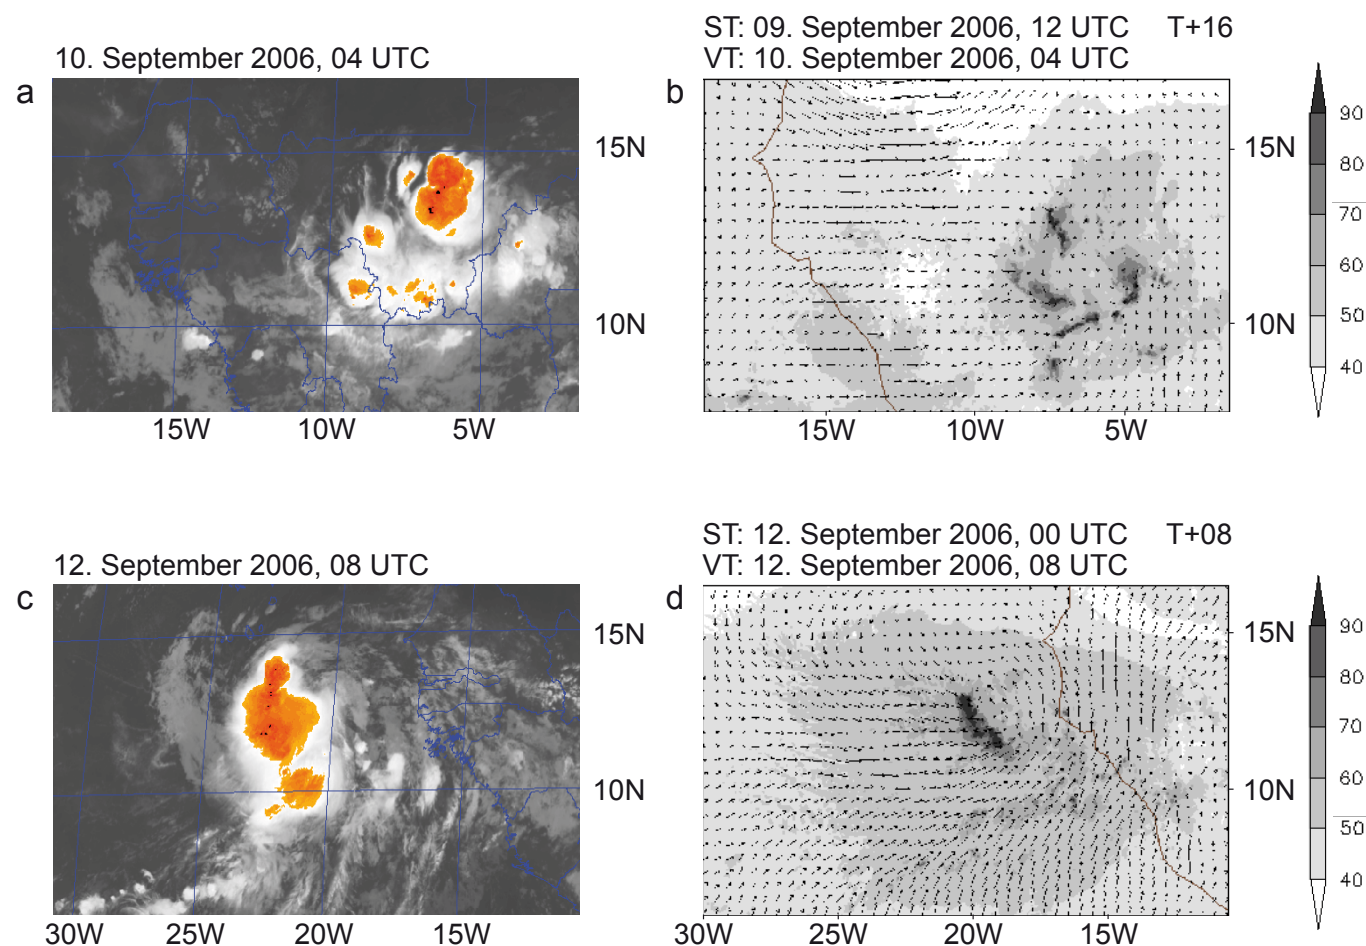 10. September 2006, 04 UTC
ST: 09. September 2006, 12 UTC T+16
VT: 10. September 2006, 04 UTC
a
15N
10N
15W 10W 5W
b
15N
10N
15W 10W 5W
90
80
70
60
50
40
12. September 2006, 08 UTC
ST: 12. September 2006, 00 UTC T+08
VT: 12. September 2006, 08 UTC
c
15N
10N
30W 25W 20W 15W
d
15N
10N
30W 25W 20W 15W
90
80
70
60
50
40